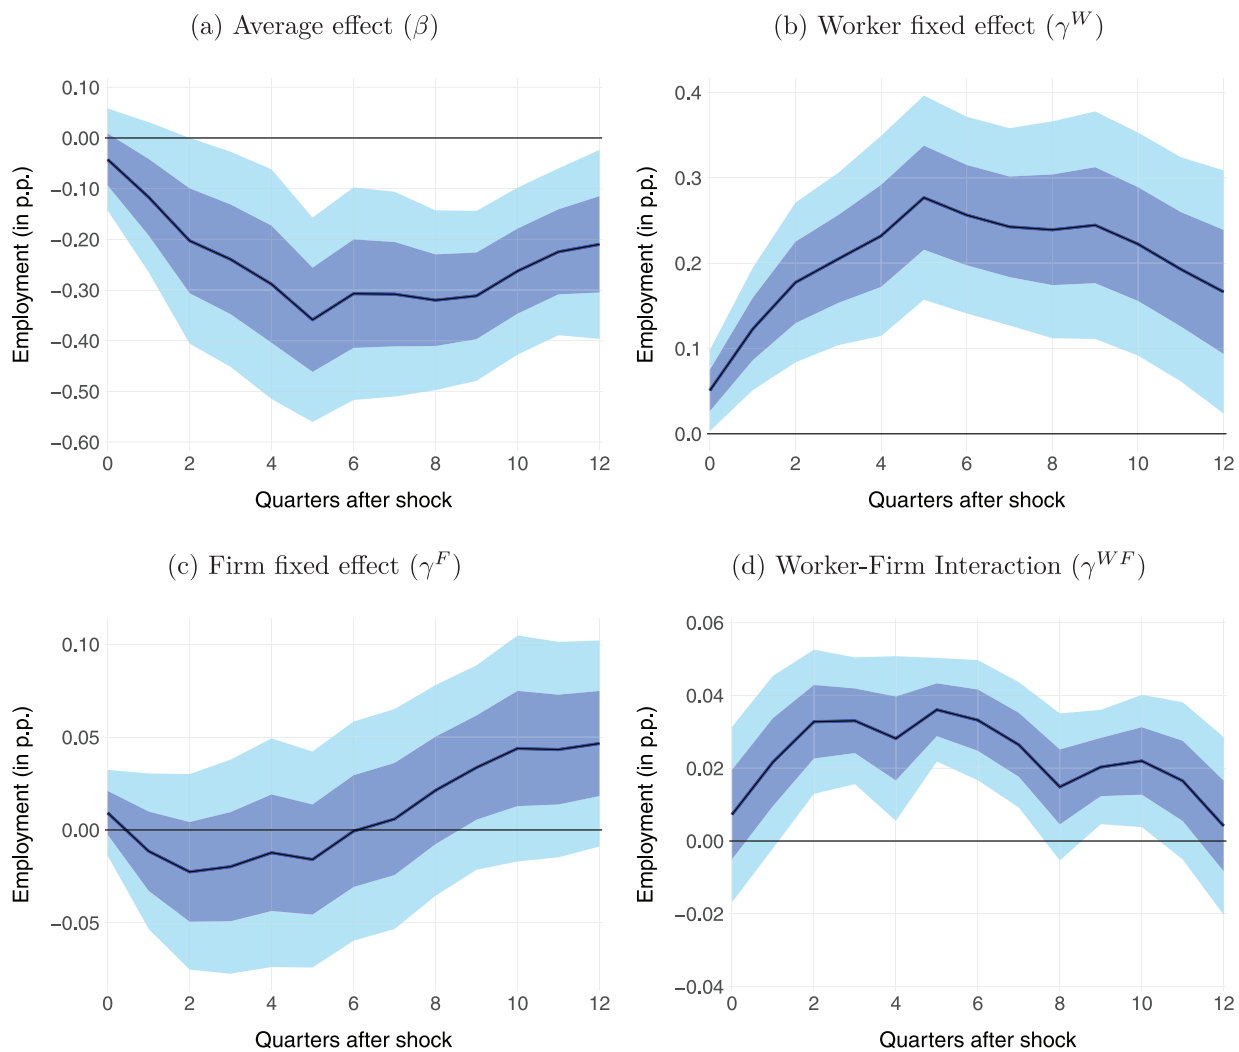 (a) Average effect (β)
0.10
0.00
−0.10
−0.20
−0.30
−0.40
−0.50
−0.60
Employment (in p.p.)
0 2 4 6 8 10 12
Quarters after shock
(b) Worker fixed effect (γ^W)
0.4
0.3
0.2
0.1
0.0
Employment (in p.p.)
0 2 4 6 8 10 12
Quarters after shock
(c) Firm fixed effect (γ^F)
0.10
0.05
0.00
−0.05
Employment (in p.p.)
0 2 4 6 8 10 12
Quarters after shock
(d) Worker-Firm Interaction (γ^{WF})
0.06
0.04
0.02
0.00
−0.02
−0.04
Employment (in p.p.)
0 2 4 6 8 10 12
Quarters after shock